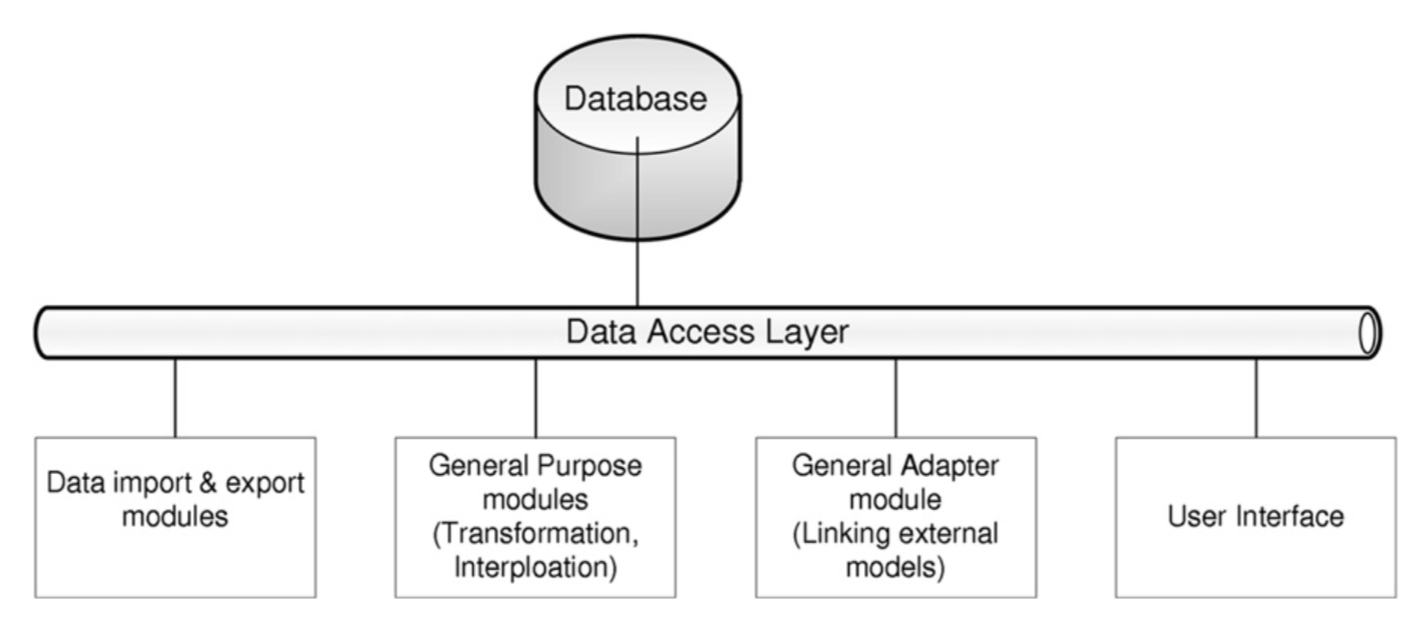 Database
Data Access Layer
Data import & export
modules
General Purpose
modules
(Transformation,
Interploation)
General Adapter
module
(Linking external
models)
User Interface